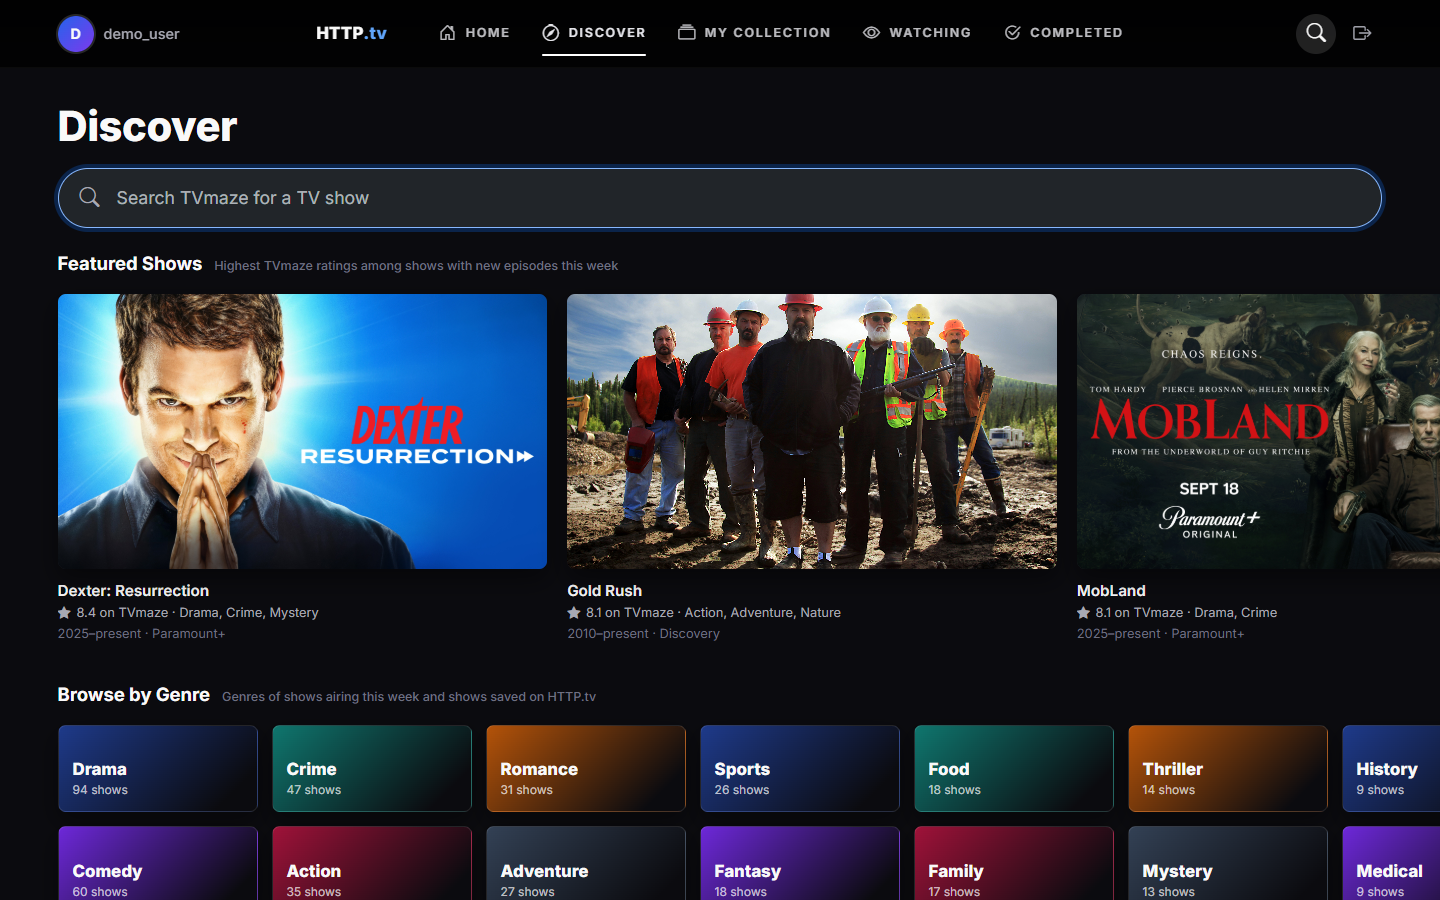 D
demo_user
HTTP.tv
HOME
DISCOVER
MY COLLECTION
WATCHING
COMPLETED
Discover
Search TVmaze for a TV show
Featured Shows
Highest TVmaze ratings among shows with new episodes this week
DEXTER
RESURRECTION
CHAOS REIGNS.
TOM HARDY PIERCE BROSNAN AND HELEN MIRREN
MOBLAND
FROM THE UNDERWORLD OF GUY RITCHIE
SEPT 18
Paramount+
ORIGINAL
Dexter: Resurrection
8.4 on TVmaze · Drama, Crime, Mystery
2025–present · Paramount+
Gold Rush
8.1 on TVmaze · Action, Adventure, Nature
2010–present · Discovery
MobLand
8.1 on TVmaze · Drama, Crime
2025–present · Paramount+
Browse by Genre
Genres of shows airing this week and shows saved on HTTP.tv
Drama
94 shows
Crime
47 shows
Romance
31 shows
Sports
26 shows
Food
18 shows
Thriller
14 shows
History
9 shows
Comedy
60 shows
Action
35 shows
Adventure
27 shows
Fantasy
18 shows
Family
17 shows
Mystery
13 shows
Medical
9 shows